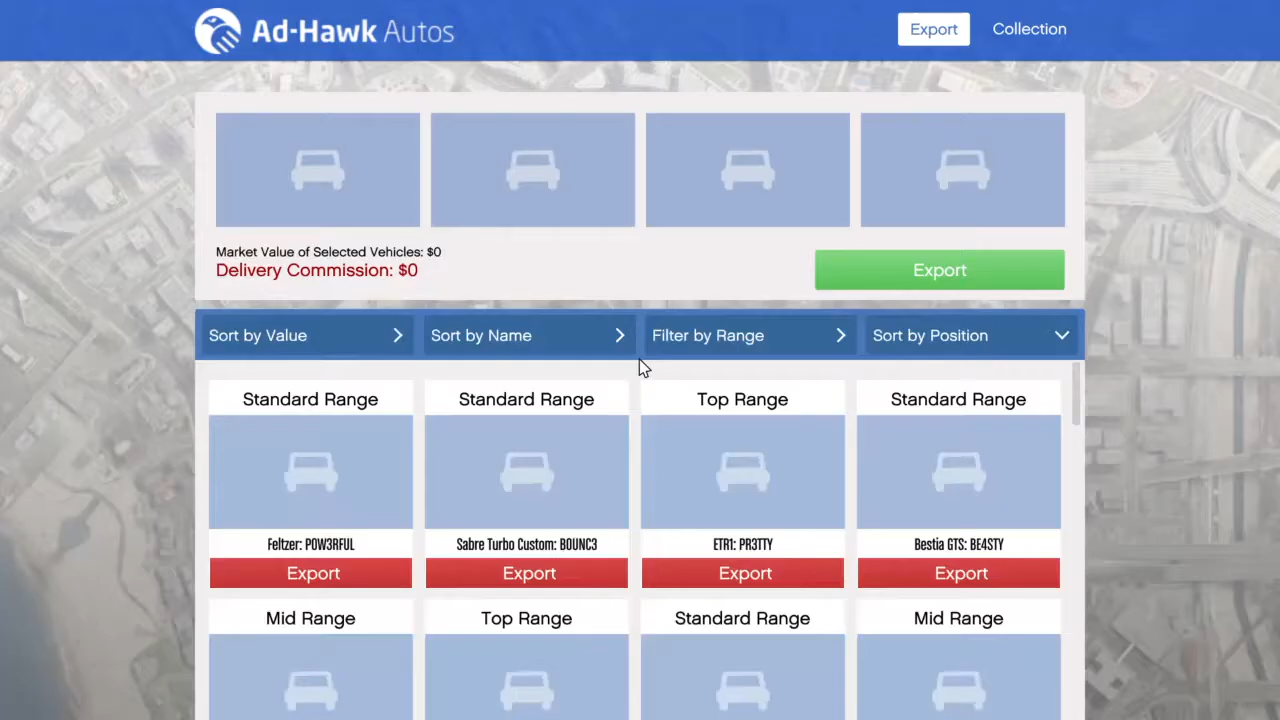 Ad-Hawk Autos
Export
Collection
Market Value of Selected Vehicles: $0
Delivery Commission: $0
Export
Sort by Value
Sort by Name
Filter by Range
Sort by Position
Standard Range
Standard Range
Top Range
Standard Range
Feltzer: P0W3RFUL
Sabre Turbo Custom: B0UNC3
ETR1: PR3TTY
Bestia GTS: BE4STY
Export
Export
Export
Export
Mid Range
Top Range
Standard Range
Mid Range